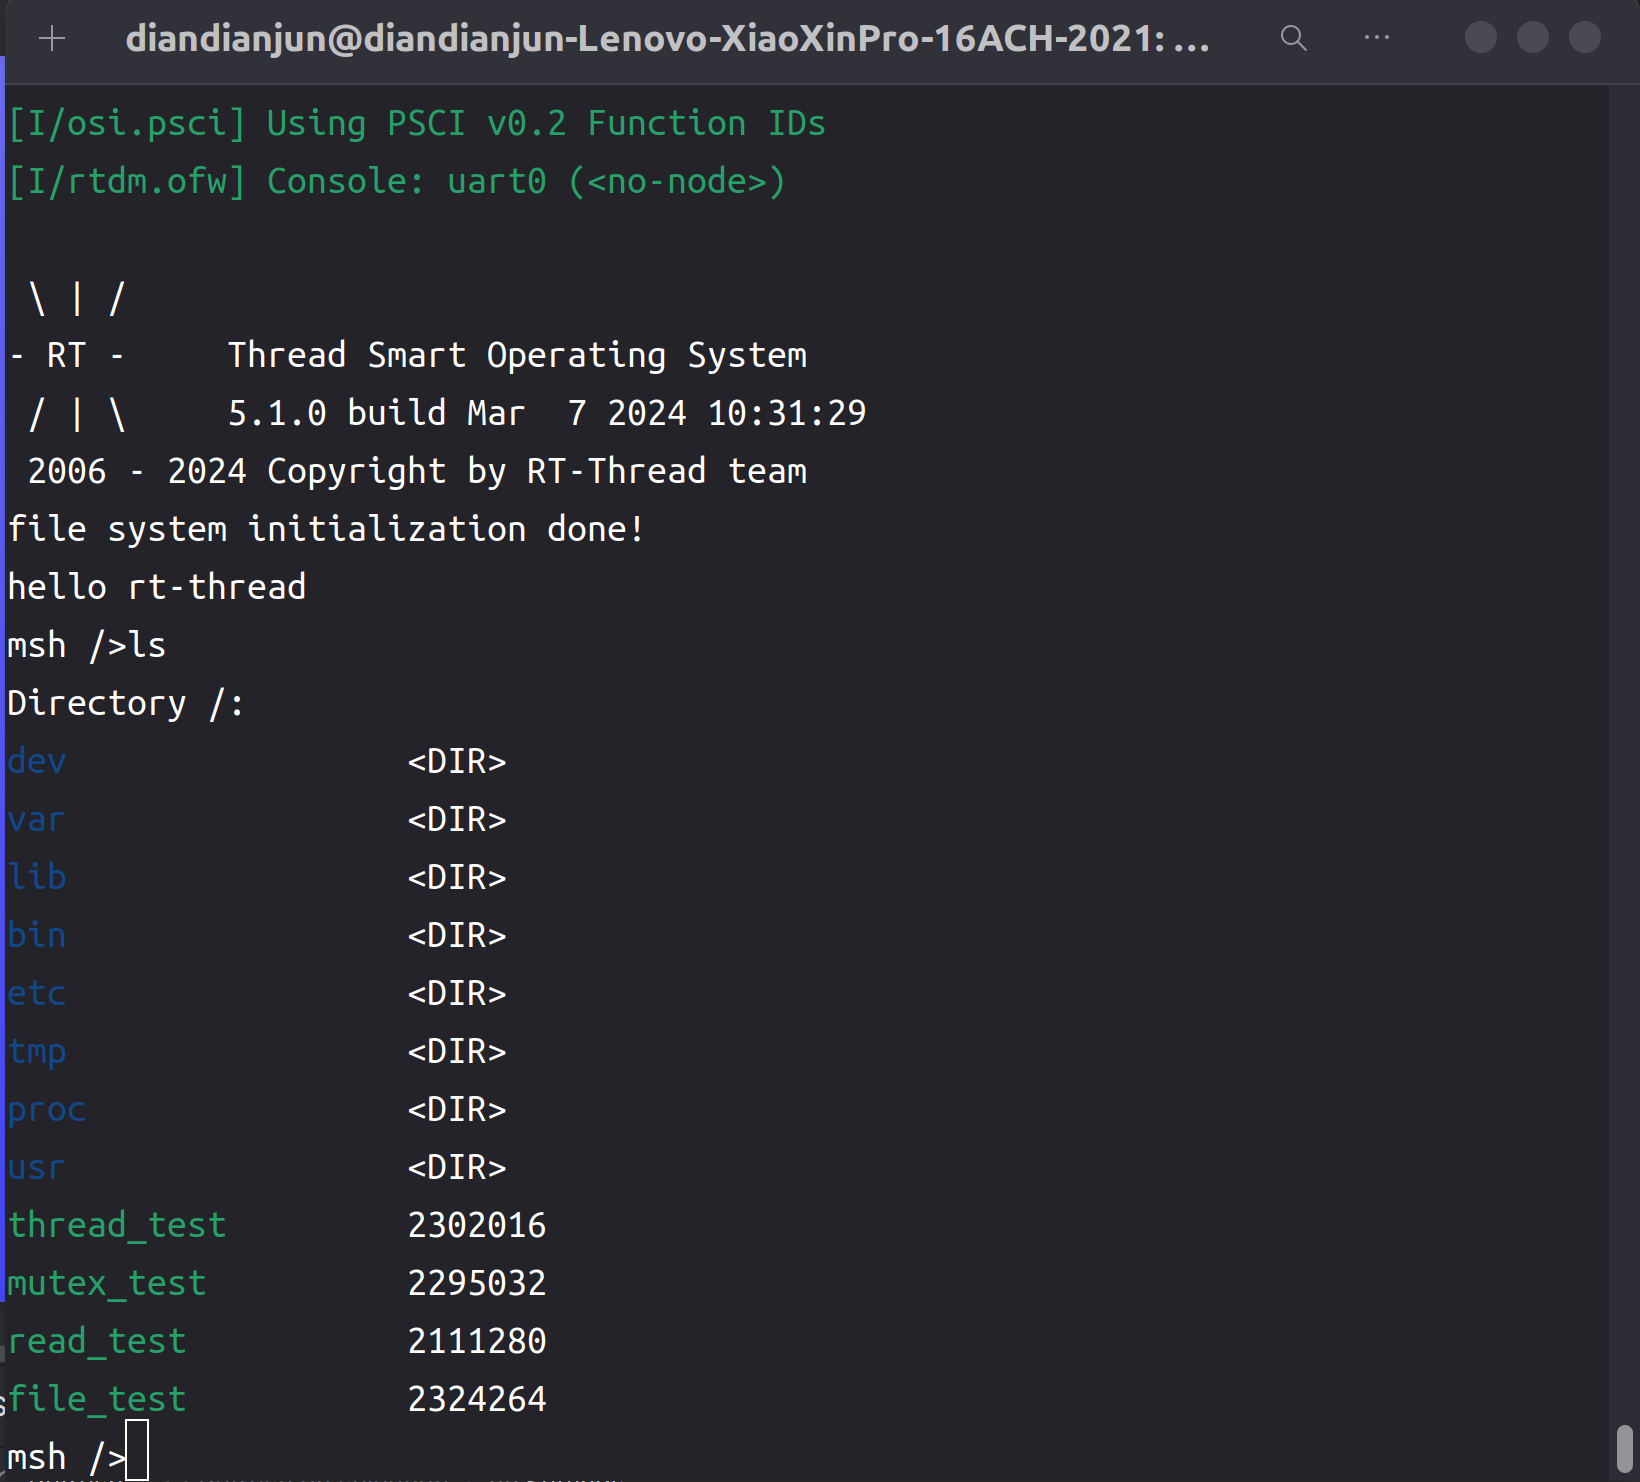 diandianjun@diandianjun-Lenovo-XiaoXinPro-16ACH-2021: ...
[I/osi.psci] Using PSCI v0.2 Function IDs
[I/rtdm.ofw] Console: uart0 (<no-node>)
 \ | /
- RT -     Thread Smart Operating System
 / | \     5.1.0 build Mar  7 2024 10:31:29
 2006 - 2024 Copyright by RT-Thread team
file system initialization done!
hello rt-thread
msh />ls
Directory /:
dev                 <DIR>
var                 <DIR>
lib                 <DIR>
bin                 <DIR>
etc                 <DIR>
tmp                 <DIR>
proc                <DIR>
usr                 <DIR>
thread_test         2302016
mutex_test          2295032
read_test           2111280
file_test           2324264
msh />